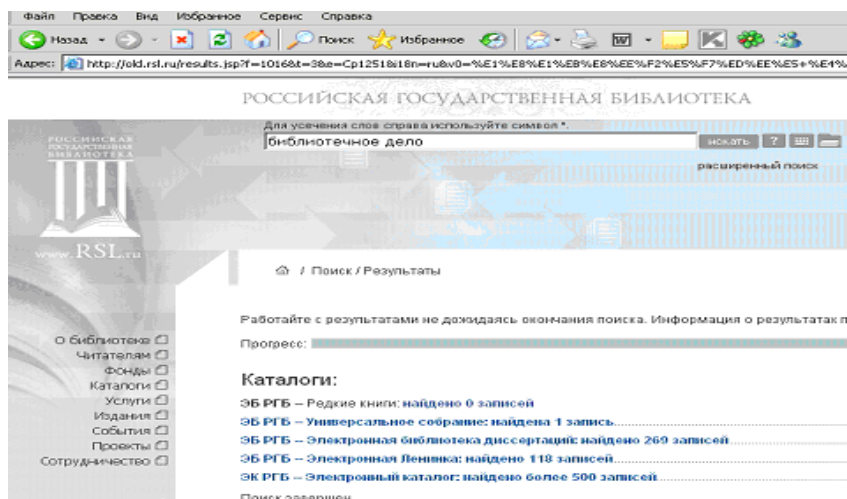 Файл Правка Вид Избранное Сервис Справка
Назад Поиск Избранное
Адрес: http://old.rsl.ru/results.jsp?f=1016&t=3&e=Cp1251&i18n=ru&v0=%E1%E8%E1%EB%E8%EE%F2%E5%F7%ED%EE%E5+%E4%
РОССИЙСКАЯ ГОСУДАРСТВЕННАЯ БИБЛИОТЕКА
Для усечения слов справа используйте символ *.
РОССИЙСКАЯ
ГОСУДАРСТВЕННАЯ
БИБЛИОТЕКА
библиотечное дело искать ?
расширенный поиск
www.RSL.ru
/ Поиск / Результаты
Работайте с результатами не дожидаясь окончания поиска. Информация о результатах п
Прогресс:
О библиотеке
Читателям
Фонды
Каталоги
Услуги
Издания
События
Проекты
Сотрудничество
Каталоги:
ЭБ РГБ – Редкие книги: найдено 0 записей
ЭБ РГБ – Универсальное собрание: найдена 1 запись
ЭБ РГБ – Электронная библиотека диссертаций: найдено 269 записей
ЭБ РГБ – Электронная Ленинка: найдено 118 записей
ЭК РГБ – Электронный каталог: найдено более 500 записей
Поиск завершен